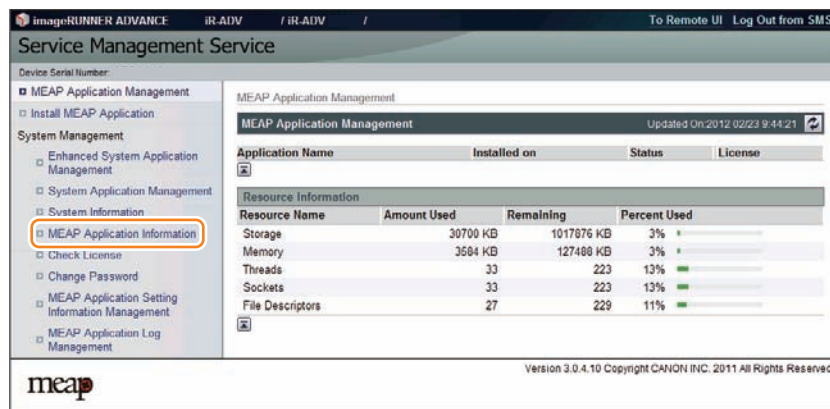 imageRUNNER ADVANCE iR-ADV / iR-ADV / To Remote UI Log Out from SMS
Service Management Service
Device Serial Number:
MEAP Application Management
Install MEAP Application
System Management
Enhanced System Application
Management
System Application Management
System Information
MEAP Application Information
Check License
Change Password
MEAP Application Setting
Information Management
MEAP Application Log
Management
MEAP Application Management
MEAP Application Management Updated On:2012 02/23 9:44:21
Application Name Installed on Status License
Resource Information
Resource Name Amount Used Remaining Percent Used
Storage 30700 KB 1017876 KB 3%
Memory 3584 KB 127488 KB 3%
Threads 33 223 13%
Sockets 33 223 13%
File Descriptors 27 229 11%
Version 3.0.4.10 Copyright CANON INC. 2011 All Rights Reserved
meap